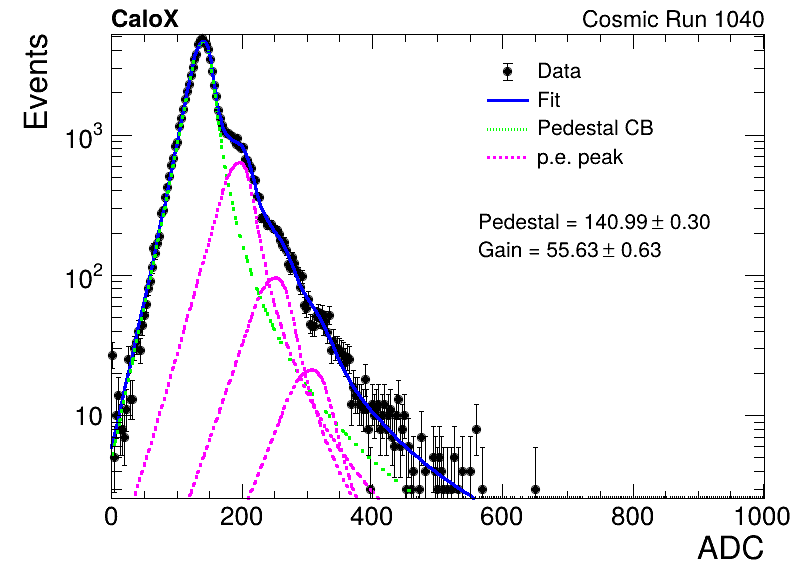 CaloX Cosmic Run 1040
Events
Data
Fit
Pedestal CB
p.e. peak
Pedestal = 140.99 ± 0.30
Gain = 55.63 ± 0.63
10³
10²
10
0 200 400 600 800 1000
ADC